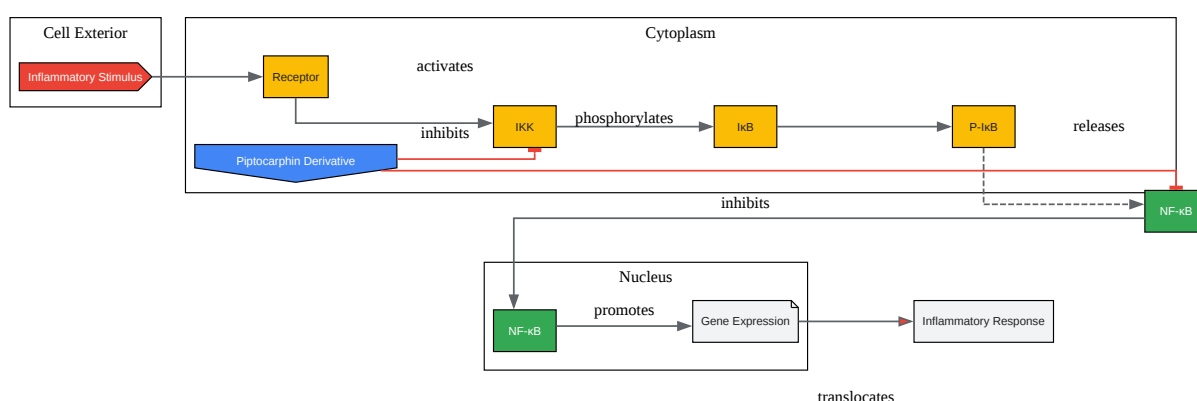 Cell Exterior
Cytoplasm
Inflammatory Stimulus
Receptor
activates
inhibits
IKK
phosphorylates
IκB
P-IκB
releases
Piptocarphin Derivative
inhibits
NF-κB
Nucleus
NF-κB
promotes
Gene Expression
Inflammatory Response
translocates